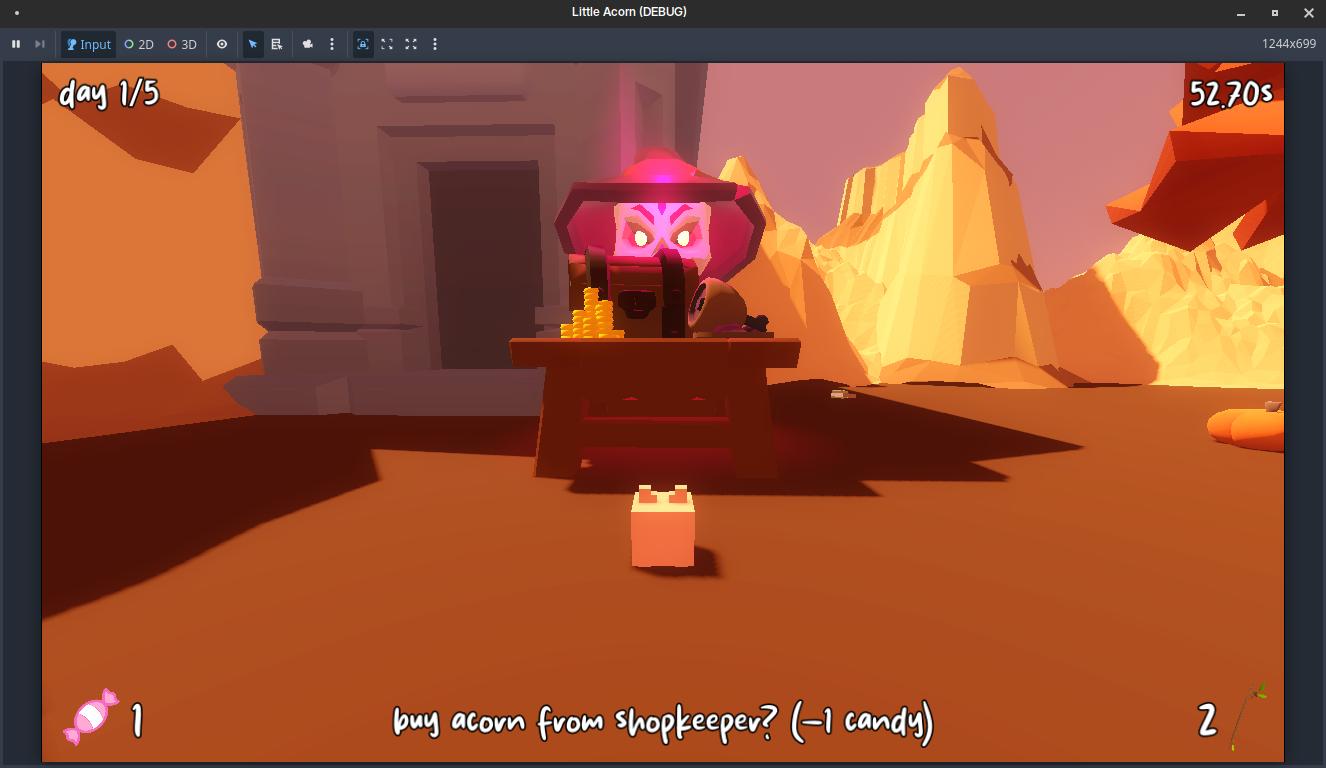 Little Acorn (DEBUG)
Input 2D 3D 1244x699
day 1/5
52.70s
1
buy acorn from shopkeeper? (-1 candy)
2